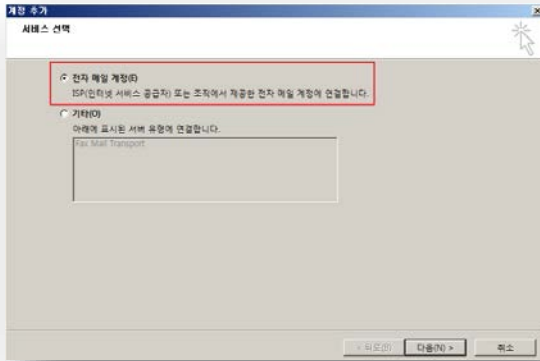 계정 추가
서비스 선택
전자 메일 계정(E)
ISP(인터넷 서비스 공급자) 또는 조직에서 제공한 전자 메일 계정에 연결합니다.
기타(O)
아래에 표시된 서버 유형에 연결합니다.
Fax Mail Transport
< 뒤로(B) 다음(N) > 취소